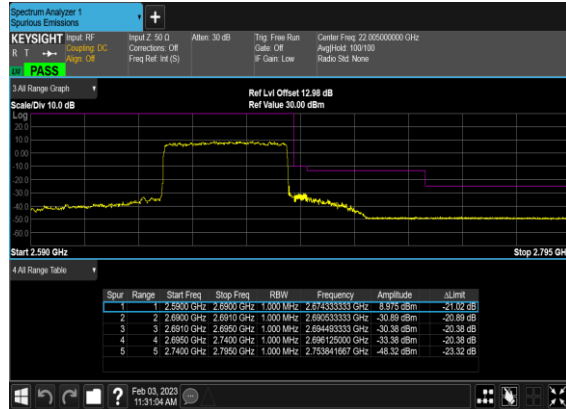 Spectrum Analyzer 1
Spurious Emissions
KEYSIGHT Input: RF Input Z: 50 Ω Atten: 30 dB Trig: Free Run Center Freq: 22.005000000 GHz
R T Coupling: DC Corrections: Off Gate: Off Avg|Hold: 100/100
Align: Off Freq Ref: Int (S) IF Gain: Low Radio Std: None
PASS
3 All Range Graph
Ref Lvl Offset 12.98 dB
Scale/Div 10.0 dB Ref Value 30.00 dBm
Log
20.0
10.0
0.00
-10.0
-20.0
-30.0
-40.0
-50.0
-60.0
Start 2.590 GHz Stop 2.795 GH
4 All Range Table
Spur Range Start Freq Stop Freq RBW Frequency Amplitude ΔLimit
1 1 2.5900 GHz 2.6900 GHz 1.000 MHz 2.674333333 GHz 8.975 dBm -21.02 dB
2 2 2.6900 GHz 2.6910 GHz 1.000 MHz 2.690533333 GHz -30.89 dBm -20.89 dB
3 3 2.6910 GHz 2.6950 GHz 1.000 MHz 2.694493333 GHz -30.38 dBm -20.38 dB
4 4 2.6950 GHz 2.7400 GHz 1.000 MHz 2.696125000 GHz -33.38 dBm -20.38 dB
5 5 2.7400 GHz 2.7950 GHz 1.000 MHz 2.753841667 GHz -48.32 dBm -23.32 dB
Feb 03, 2023
11:31:04 AM